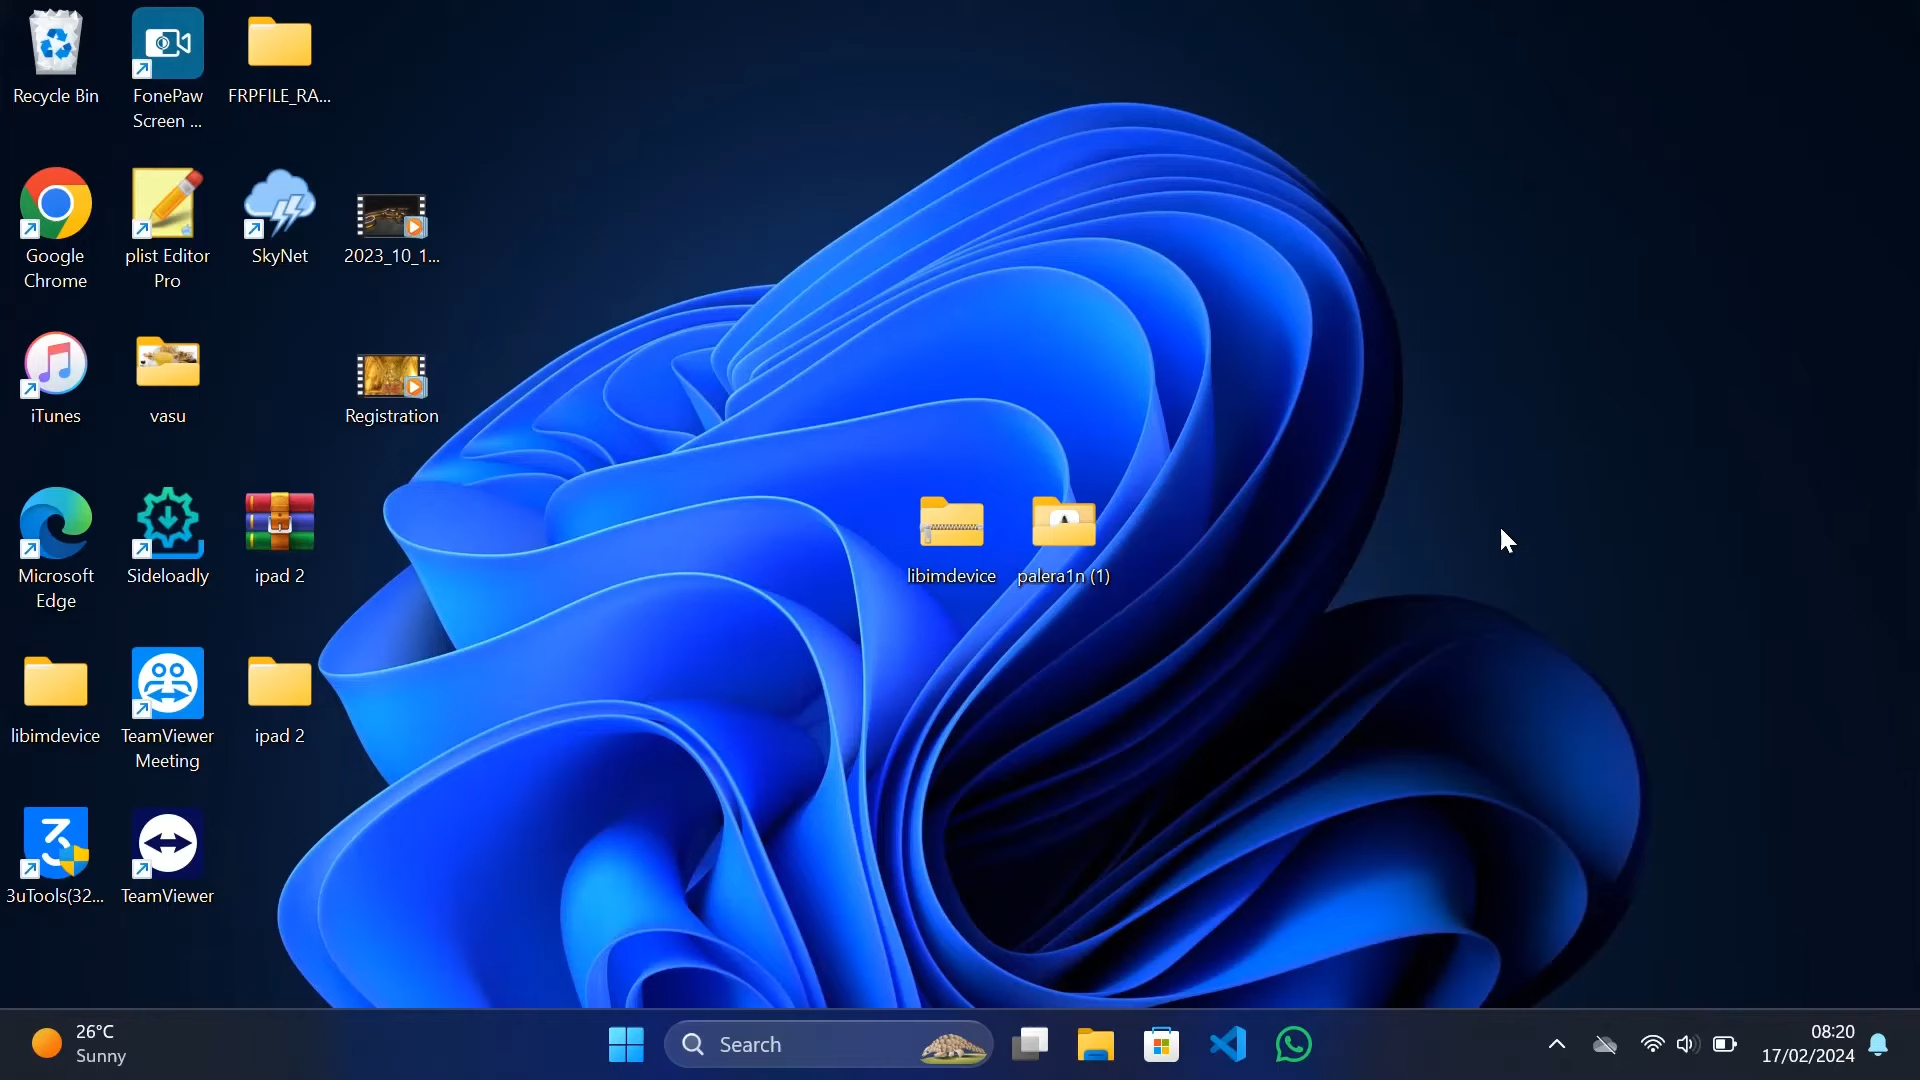 Recycle Bin
FonePaw
Screen ...
FRPFILE_RA...
Google
Chrome
plist Editor
Pro
SkyNet
2023_10_1...
iTunes
vasu
Registration
Microsoft
Edge
Sideloadly
ipad 2
libimdevice
palera1n (1)
libimdevice
TeamViewer
Meeting
ipad 2
3uTools(32...
TeamViewer
26°C
Sunny
Search
08:20
17/02/2024